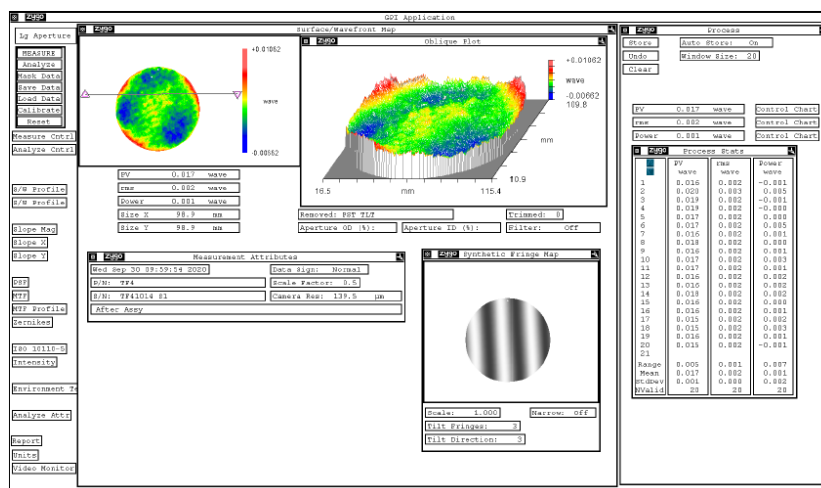 zygo GPI Application
Lg Aperture
MEASURE
Analyze
Mask Data
Save Data
Load Data
Calibrate
Reset
Measure Cntrl
Analyze Cntrl
S/W Profile
S/W Profile
Slope Mag
Slope X
Slope Y
PSF
MTF
MTF Profile
Zernikes
ISO 10110-5
Intensity
Analyze Attr
Report
Units
Video Monitor
zygo Surface/Wavefront Map
+0.01062
wave
PV 0.017 wave
rms 0.002 wave
Power 0.001 wave
Size X 98.9 mm
Size Y 98.9 mm
zygo Oblique Plot
+0.01062
wave
-0.00662
109.8
mm
10.9
16.5 mm 115.4
Removed: PST TLT Trimmed: 0
Aperture OD (%): Aperture ID (%): Filter: Off
zygo Measurement Attributes
Wed Sep 30 09:59:54 2020 Data Sign: Normal
P/N: TF4 Scale Factor: 0.5
S/N: TF41014 S1 Camera Res: 139.5 µm
After Assy
zygo Synthetic Fringe Map
Scale: 1.000 Narrow: Off
Tilt Fringes: 3
Tilt Direction: 3
zygo Process
Store Auto Store: On
Undo Window Size: 20
Clear
PV 0.017 wave Control Chart
rms 0.002 wave Control Chart
Power 0.001 wave Control Chart
zygo Process Stats
PV rms Power
wave wave wave
1 0.016 0.002 -0.001
2 0.020 0.003 0.005
3 0.019 0.002 -0.001
4 0.019 0.002 -0.000
5 0.017 0.002 0.000
6 0.017 0.002 0.005
7 0.016 0.002 0.001
8 0.018 0.002 0.000
9 0.016 0.002 0.001
10 0.017 0.002 0.003
11 0.017 0.002 0.001
12 0.016 0.002 0.002
13 0.016 0.002 0.002
14 0.018 0.002 0.002
15 0.016 0.002 0.000
16 0.016 0.002 0.001
17 0.015 0.002 0.002
18 0.015 0.002 0.003
19 0.016 0.002 0.001
20 0.015 0.002 -0.001
21
Range 0.005 0.001 0.007
Mean 0.017 0.002 0.001
StdDev 0.001 0.000 0.002
NValid 20 20 20